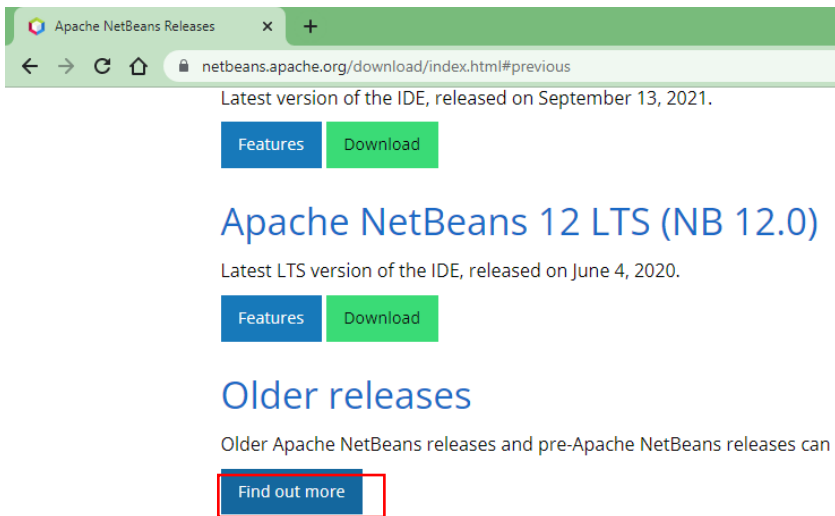 Apache NetBeans Releases
netbeans.apache.org/download/index.html#previous
Latest version of the IDE, released on September 13, 2021.
Features Download
Apache NetBeans 12 LTS (NB 12.0)
Latest LTS version of the IDE, released on June 4, 2020.
Features Download
Older releases
Older Apache NetBeans releases and pre-Apache NetBeans releases can
Find out more